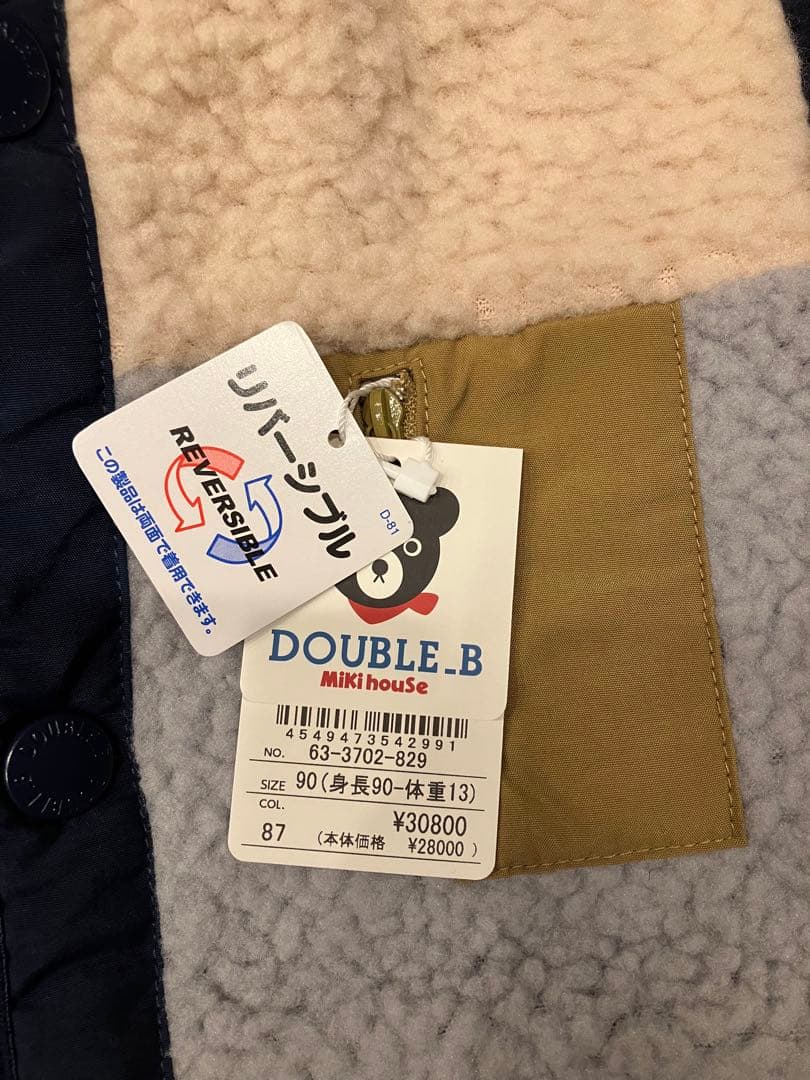 リバーシブル
REVERSIBLE
この製品は両面で着用できます。
D-81
DOUBLE_B
MiKi houSe
4549473542991
NO. 63-3702-829
SIZE 90(身長90-体重13)
COL.
87
¥30800
(本体価格 ¥28000)
DOUBLE